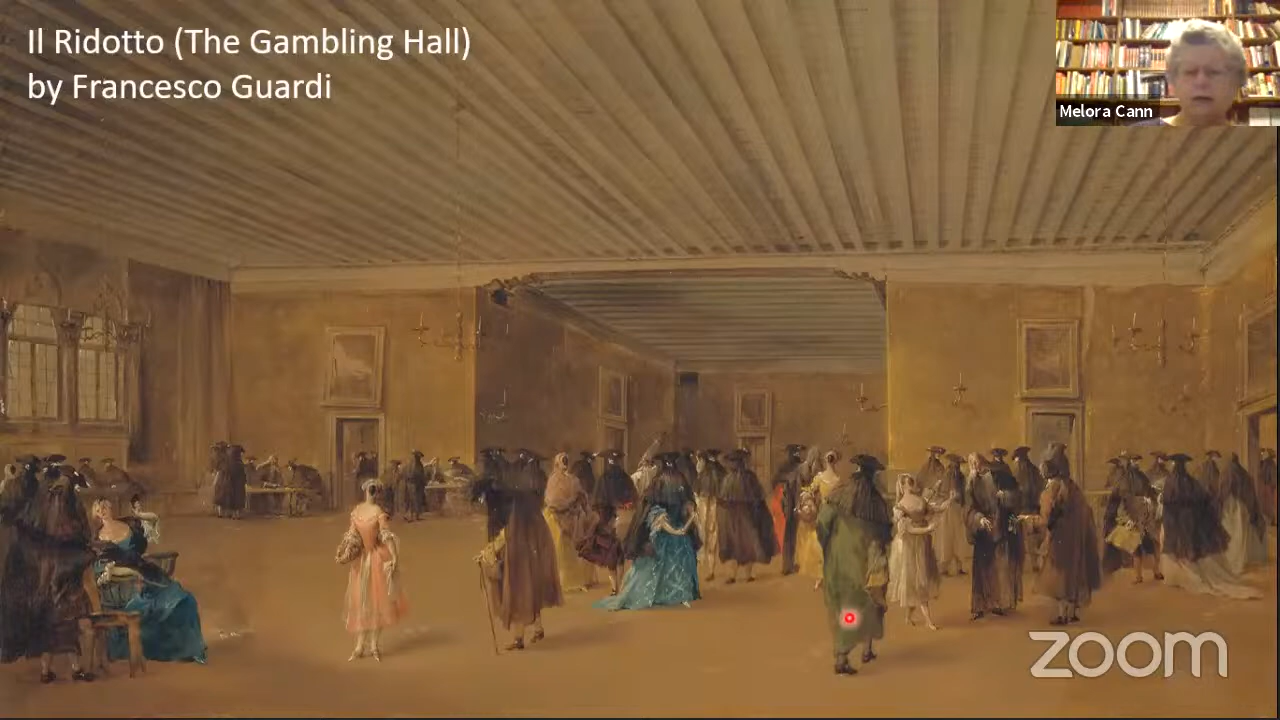 Il Ridotto (The Gambling Hall)
by Francesco Guardi
Melora Cann
zoom